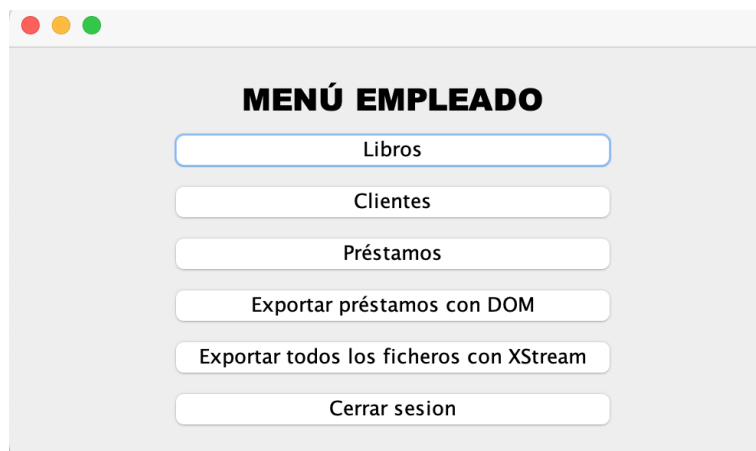 MENÚ EMPLEADO
Libros
Clientes
Préstamos
Exportar préstamos con DOM
Exportar todos los ficheros con XStream
Cerrar sesion